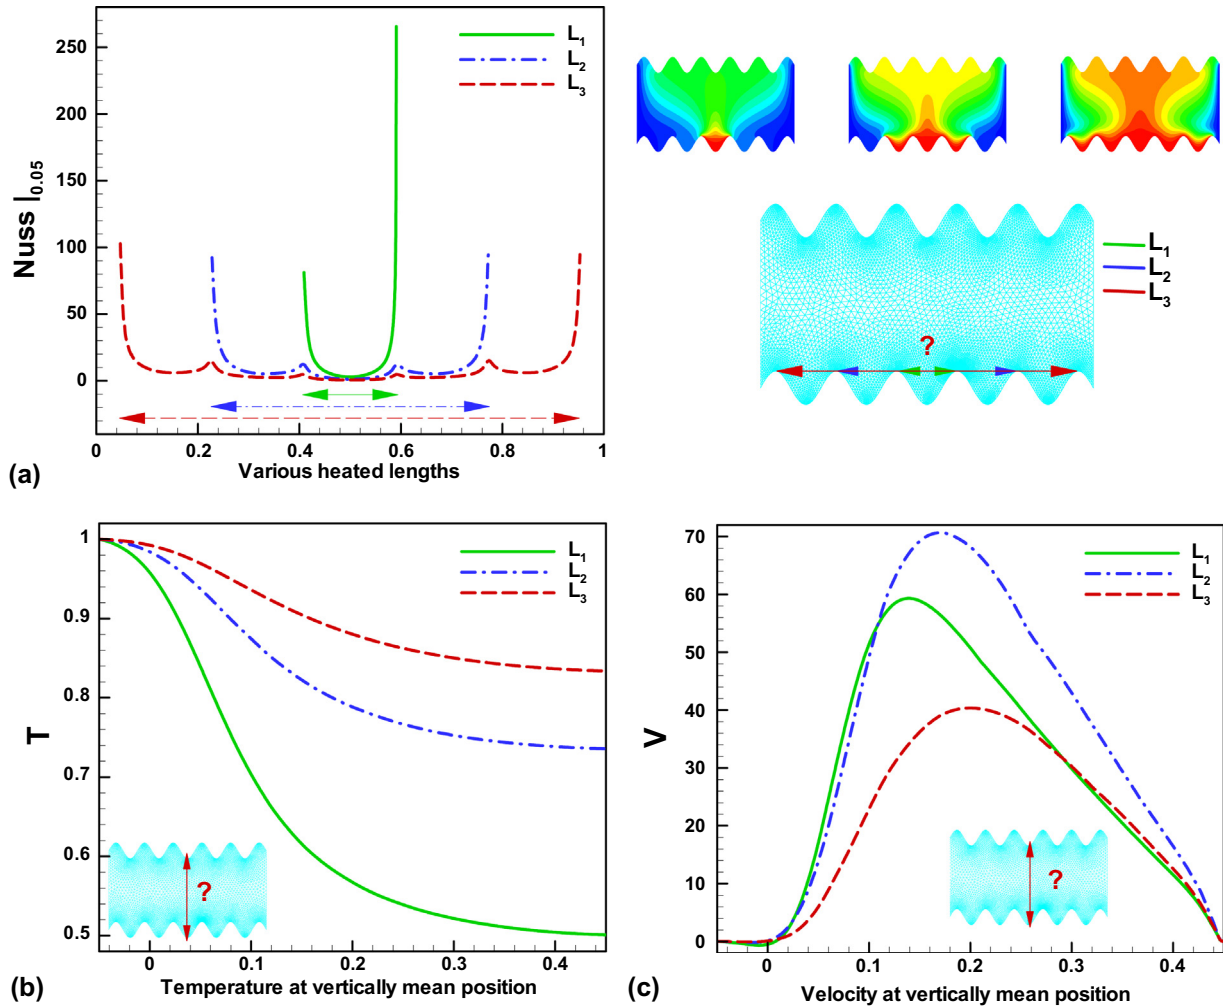 250
200
150
100
50
0
Nuss |0.05
L1
L2
L3
0 0.2 0.4 0.6 0.8 1
Various heated lengths
(a)
L1
L2
L3
?
1
0.9
0.8
0.7
0.6
0.5
T
L1
L2
L3
?
0 0.1 0.2 0.3 0.4
Temperature at vertically mean position
(b)
70
60
50
40
30
20
10
0
V
L1
L2
L3
?
0 0.1 0.2 0.3 0.4
Velocity at vertically mean position
(c)